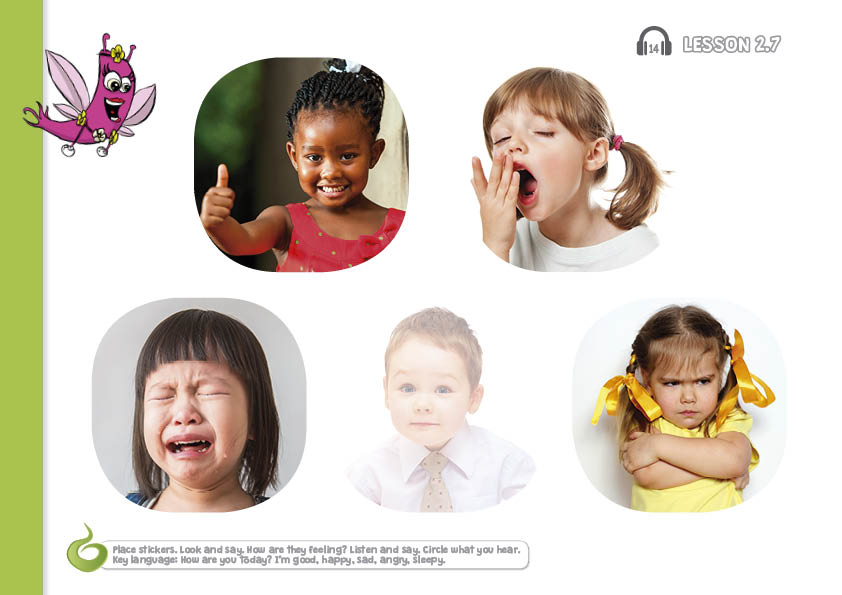 14 LESSON 2.7
Place stickers. Look and say. How are they feeling? Listen and say. Circle what you hear.
Key language: How are you today? I'm good, happy, sad, angry, sleepy.